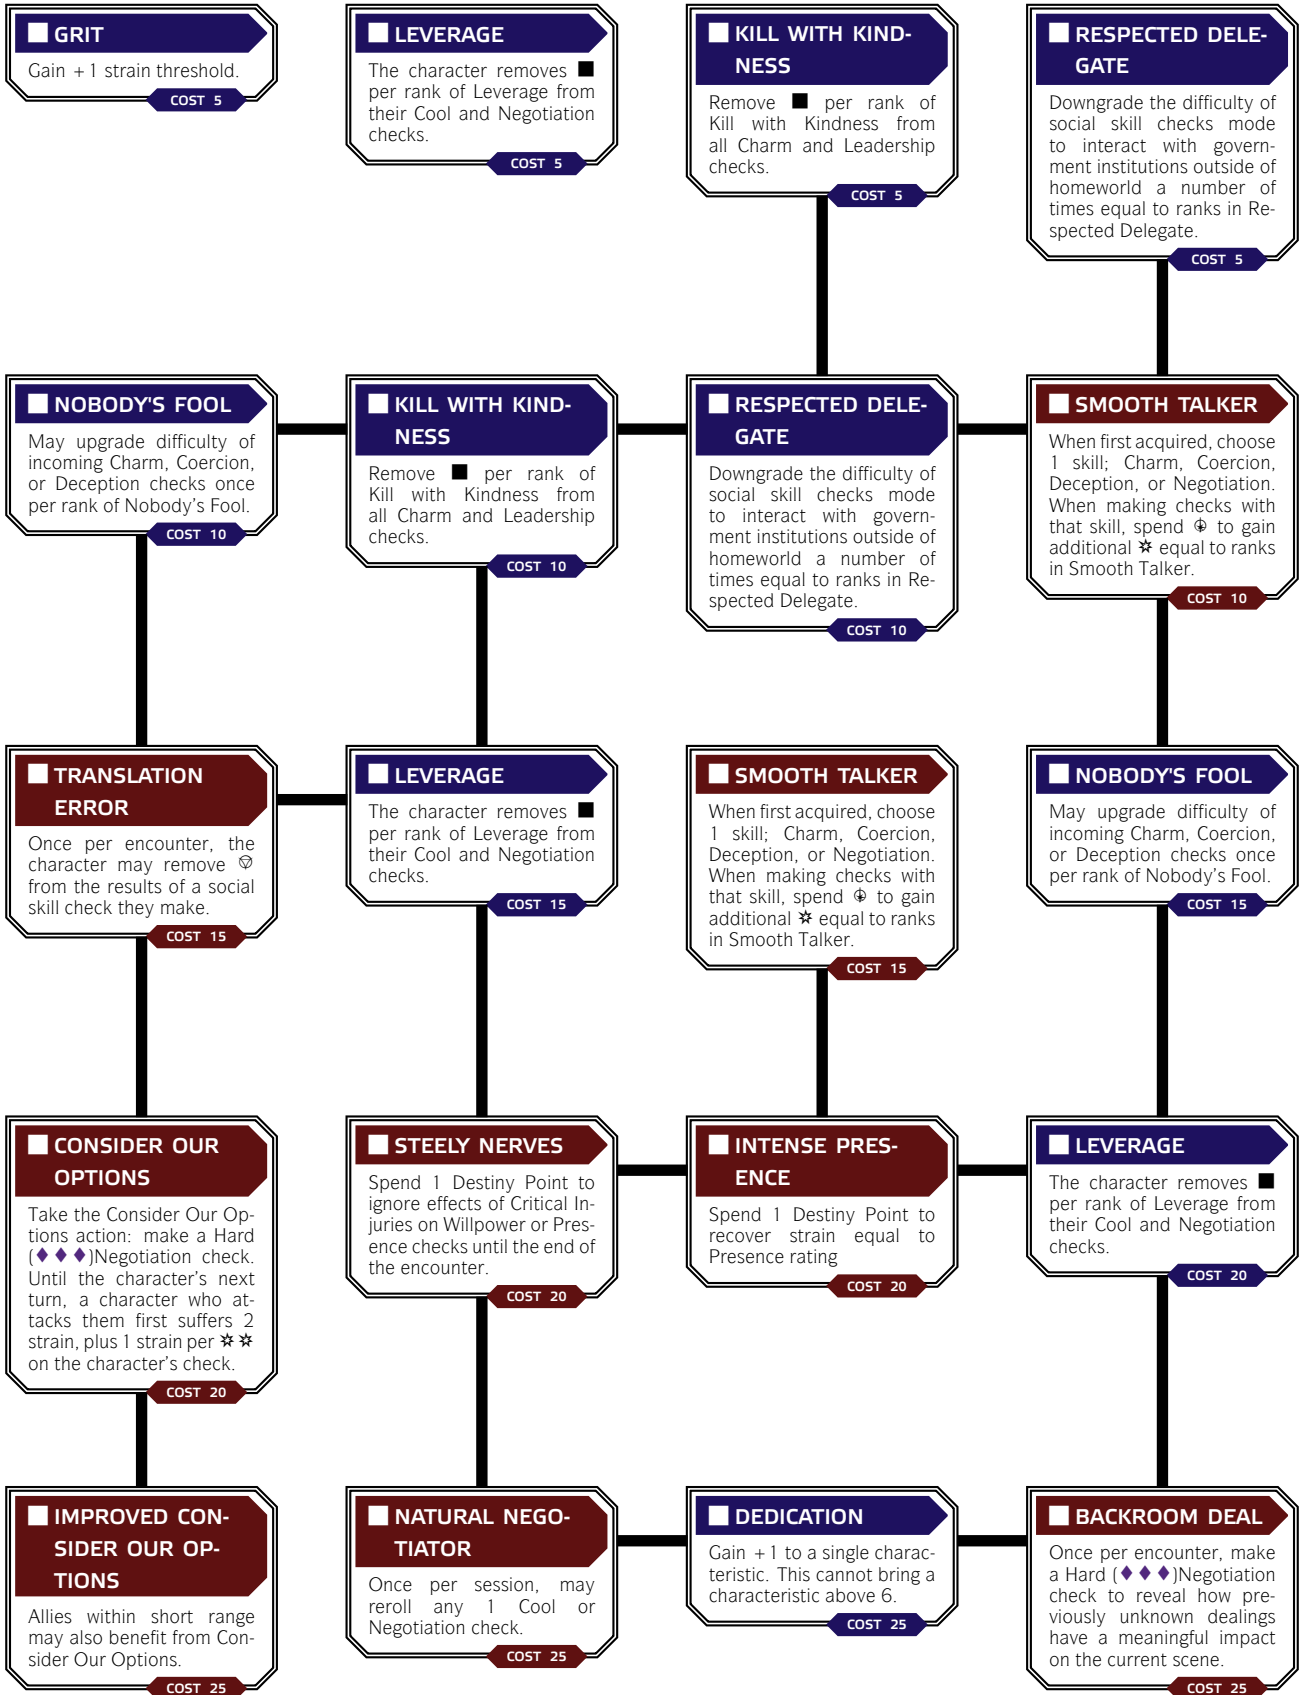 GRIT
Gain +1 strain threshold.
COST 5
LEVERAGE
The character removes ■
per rank of Leverage from
their Cool and Negotiation
checks.
COST 5
KILL WITH KIND-
NESS
Remove ■ per rank of
Kill with Kindness from
all Charm and Leadership
checks.
COST 5
RESPECTED DELE-
GATE
Downgrade the difficulty of
social skill checks mode
to interact with govern-
ment institutions outside of
homeworld a number of
times equal to ranks in Re-
spected Delegate.
COST 5
NOBODY'S FOOL
May upgrade difficulty of
incoming Charm, Coercion,
or Deception checks once
per rank of Nobody's Fool.
COST 10
KILL WITH KIND-
NESS
Remove ■ per rank of
Kill with Kindness from
all Charm and Leadership
checks.
COST 10
RESPECTED DELE-
GATE
Downgrade the difficulty of
social skill checks mode
to interact with govern-
ment institutions outside of
homeworld a number of
times equal to ranks in Re-
spected Delegate.
COST 10
SMOOTH TALKER
When first acquired, choose
1 skill; Charm, Coercion,
Deception, or Negotiation.
When making checks with
that skill, spend to gain
additional equal to ranks
in Smooth Talker.
COST 10
TRANSLATION
ERROR
Once per encounter, the
character may remove
from the results of a social
skill check they make.
COST 15
LEVERAGE
The character removes ■
per rank of Leverage from
their Cool and Negotiation
checks.
COST 15
SMOOTH TALKER
When first acquired, choose
1 skill; Charm, Coercion,
Deception, or Negotiation.
When making checks with
that skill, spend to gain
additional equal to ranks
in Smooth Talker.
COST 15
NOBODY'S FOOL
May upgrade difficulty of
incoming Charm, Coercion,
or Deception checks once
per rank of Nobody's Fool.
COST 15
CONSIDER OUR
OPTIONS
Take the Consider Our Op-
tions action: make a Hard
(♦ ♦ ♦)Negotiation check.
Until the character's next
turn, a character who at-
tacks them first suffers 2
strain, plus 1 strain per
on the character's check.
COST 20
STEELY NERVES
Spend 1 Destiny Point to
ignore effects of Critical In-
juries on Willpower or Pres-
ence checks until the end of
the encounter.
COST 20
INTENSE PRES-
ENCE
Spend 1 Destiny Point to
recover strain equal to
Presence rating
COST 20
LEVERAGE
The character removes ■
per rank of Leverage from
their Cool and Negotiation
checks.
COST 20
IMPROVED CON-
SIDER OUR OP-
TIONS
Allies within short range
may also benefit from Con-
sider Our Options.
COST 25
NATURAL NEGO-
TIATOR
Once per session, may
reroll any 1 Cool or
Negotiation check.
COST 25
DEDICATION
Gain +1 to a single charac-
teristic. This cannot bring a
characteristic above 6.
COST 25
BACKROOM DEAL
Once per encounter, make
a Hard (♦ ♦ ♦)Negotiation
check to reveal how pre-
viously unknown dealings
have a meaningful impact
on the current scene.
COST 25